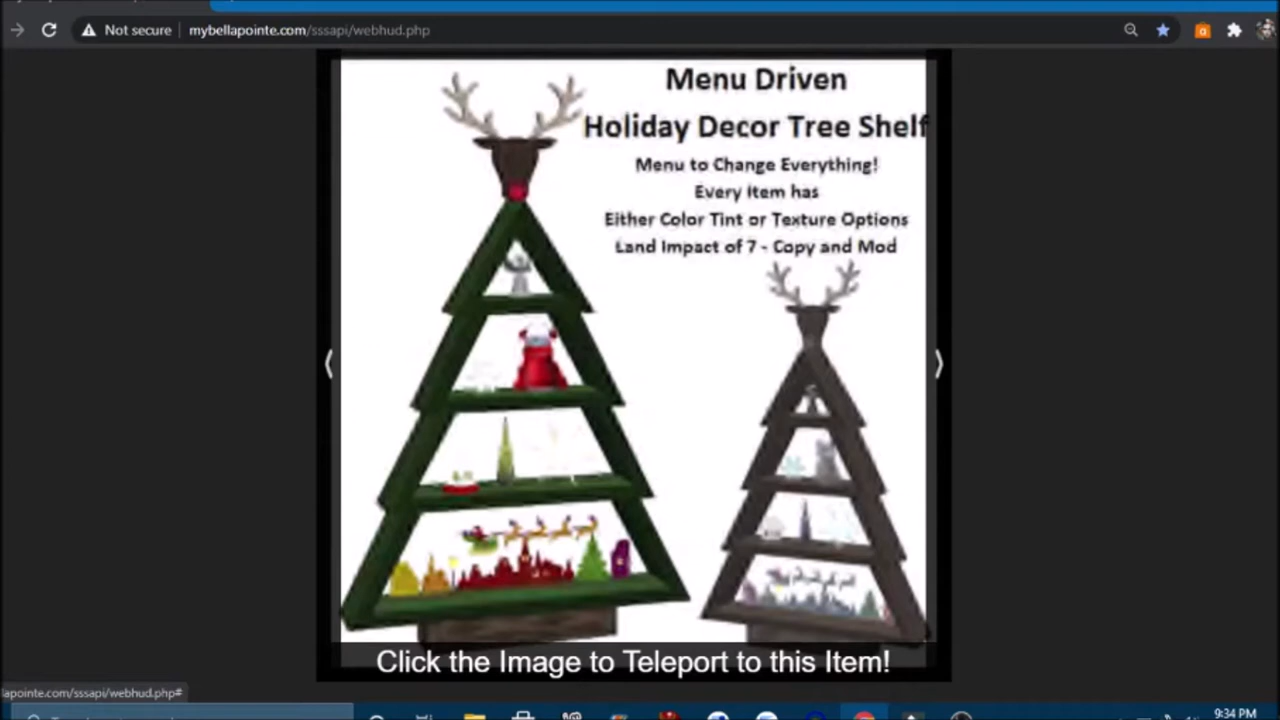 Not secure
mybellapointe.com/sssapi/webhud.php
Menu Driven
Holiday Decor Tree Shelf
Menu to Change Everything!
Every Item has
Either Color Tint or Texture Options
Land Impact of 7 - Copy and Mod
Click the Image to Teleport to this Item!
lapointe.com/sssapi/webhud.php#
9:34 PM